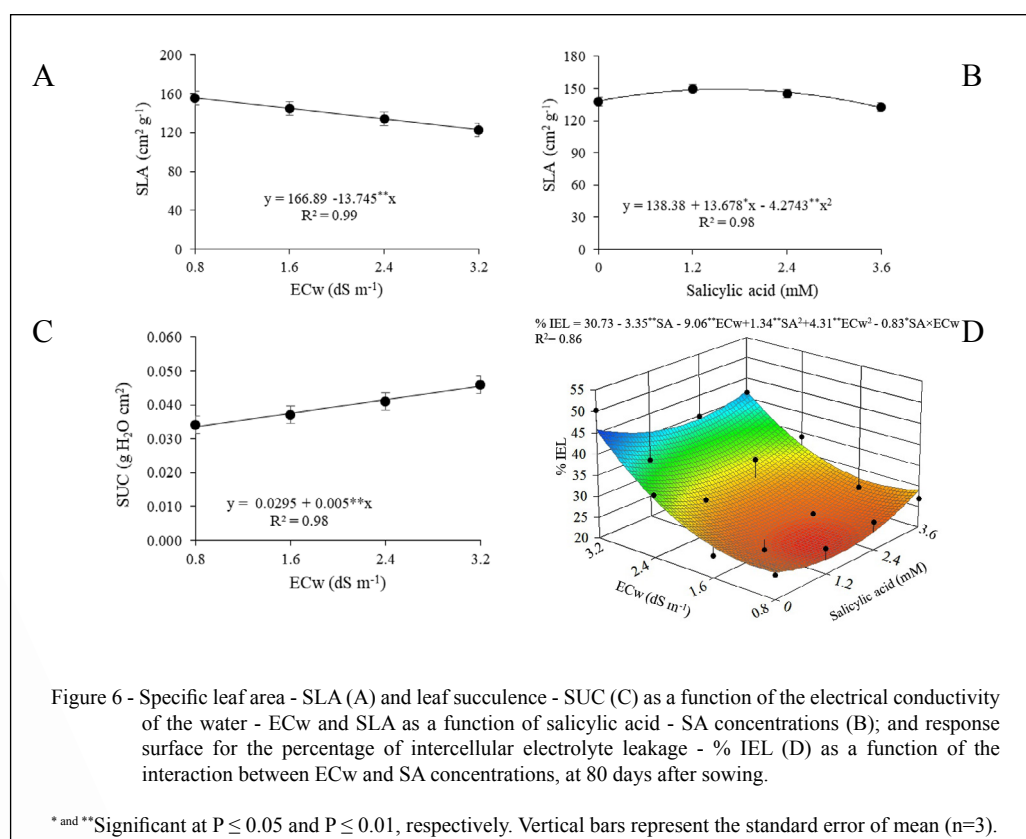 A
SLA (cm² g⁻¹)
200
160
120
80
40
0
y = 166.89 -13.745**x
R² = 0.99
0.8 1.6 2.4 3.2
ECw (dS m⁻¹)
B
SLA (cm² g⁻¹)
180
150
120
90
60
30
0
y = 138.38 + 13.678*x - 4.2743**x²
R² = 0.98
0 1.2 2.4 3.6
Salicylic acid (mM)
C
SUC (g H₂O cm²)
0.060
0.050
0.040
0.030
0.020
0.010
0.000
y = 0.0295 + 0.005**x
R² = 0.98
0.8 1.6 2.4 3.2
ECw (dS m⁻¹)
% IEL = 30.73 - 3.35**SA - 9.06**ECw+1.34**SA²+4.31**ECw² - 0.83*SA×ECw
R²– 0.86
D
% IEL
55
50
45
40
35
30
25
20
3.2 2.4 1.6 0.8
ECw (dS m⁻¹)
0 1.2 2.4 3.6
Salicylic acid (mM)
Figure 6 - Specific leaf area - SLA (A) and leaf succulence - SUC (C) as a function of the electrical conductivity
of the water - ECw and SLA as a function of salicylic acid - SA concentrations (B); and response
surface for the percentage of intercellular electrolyte leakage - % IEL (D) as a function of the
interaction between ECw and SA concentrations, at 80 days after sowing.
* and **Significant at P ≤ 0.05 and P ≤ 0.01, respectively. Vertical bars represent the standard error of mean (n=3).